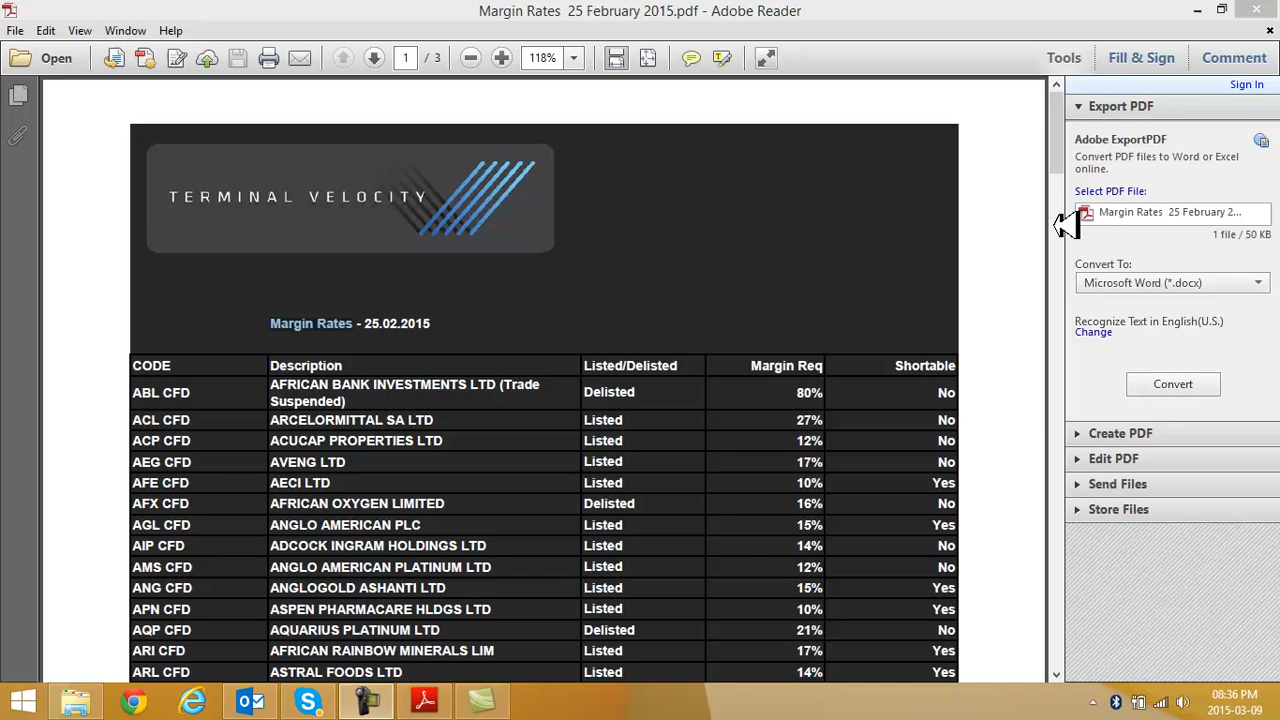 Margin Rates  25 February 2015.pdf - Adobe Reader
File Edit View Window Help
Open 1 / 3 118% Tools Fill & Sign Comment
Sign In
Export PDF
Adobe ExportPDF
Convert PDF files to Word or Excel
online.
Select PDF File:
Margin Rates  25 February 2...
1 file / 50 KB
Convert To:
Microsoft Word (*.docx)
Recognize Text in English(U.S.)
Change
Convert
Create PDF
Edit PDF
Send Files
Store Files
TERMINAL VELOCITY
Margin Rates - 25.02.2015
CODE Description Listed/Delisted Margin Req Shortable
ABL CFD AFRICAN BANK INVESTMENTS LTD (Trade
Suspended) Delisted 80% No
ACL CFD ARCELORMITTAL SA LTD Listed 27% No
ACP CFD ACUCAP PROPERTIES LTD Listed 12% No
AEG CFD AVENG LTD Listed 17% No
AFE CFD AECI LTD Listed 10% Yes
AFX CFD AFRICAN OXYGEN LIMITED Delisted 16% No
AGL CFD ANGLO AMERICAN PLC Listed 15% Yes
AIP CFD ADCOCK INGRAM HOLDINGS LTD Listed 14% No
AMS CFD ANGLO AMERICAN PLATINUM LTD Listed 12% No
ANG CFD ANGLOGOLD ASHANTI LTD Listed 15% Yes
APN CFD ASPEN PHARMACARE HLDGS LTD Listed 10% Yes
AQP CFD AQUARIUS PLATINUM LTD Delisted 21% No
ARI CFD AFRICAN RAINBOW MINERALS LIM Listed 17% Yes
ARL CFD ASTRAL FOODS LTD Listed 14% Yes
08:36 PM
2015-03-09